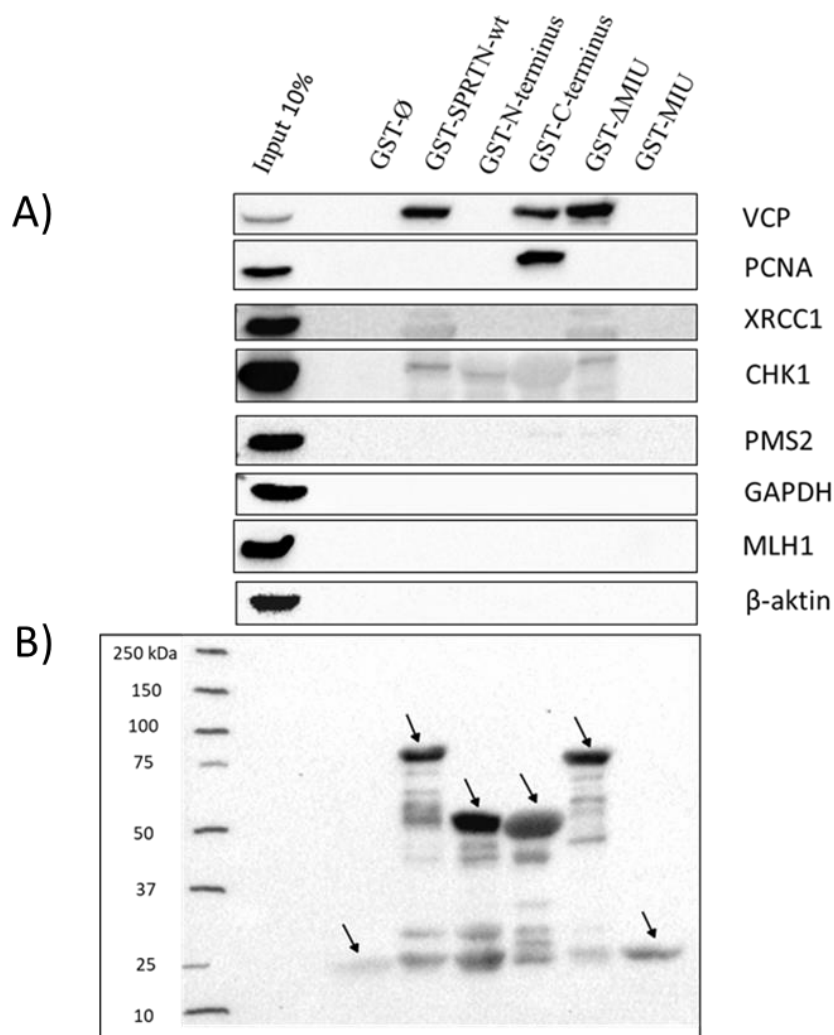 Input 10%
GST-Ø
GST-SPRTN-wt
GST-N-terminus
GST-C-terminus
GST-ΔMIU
GST-MIU
A)
VCP
PCNA
XRCC1
CHK1
PMS2
GAPDH
MLH1
β-aktin
B)
250 kDa
150
100
75
50
37
25
10